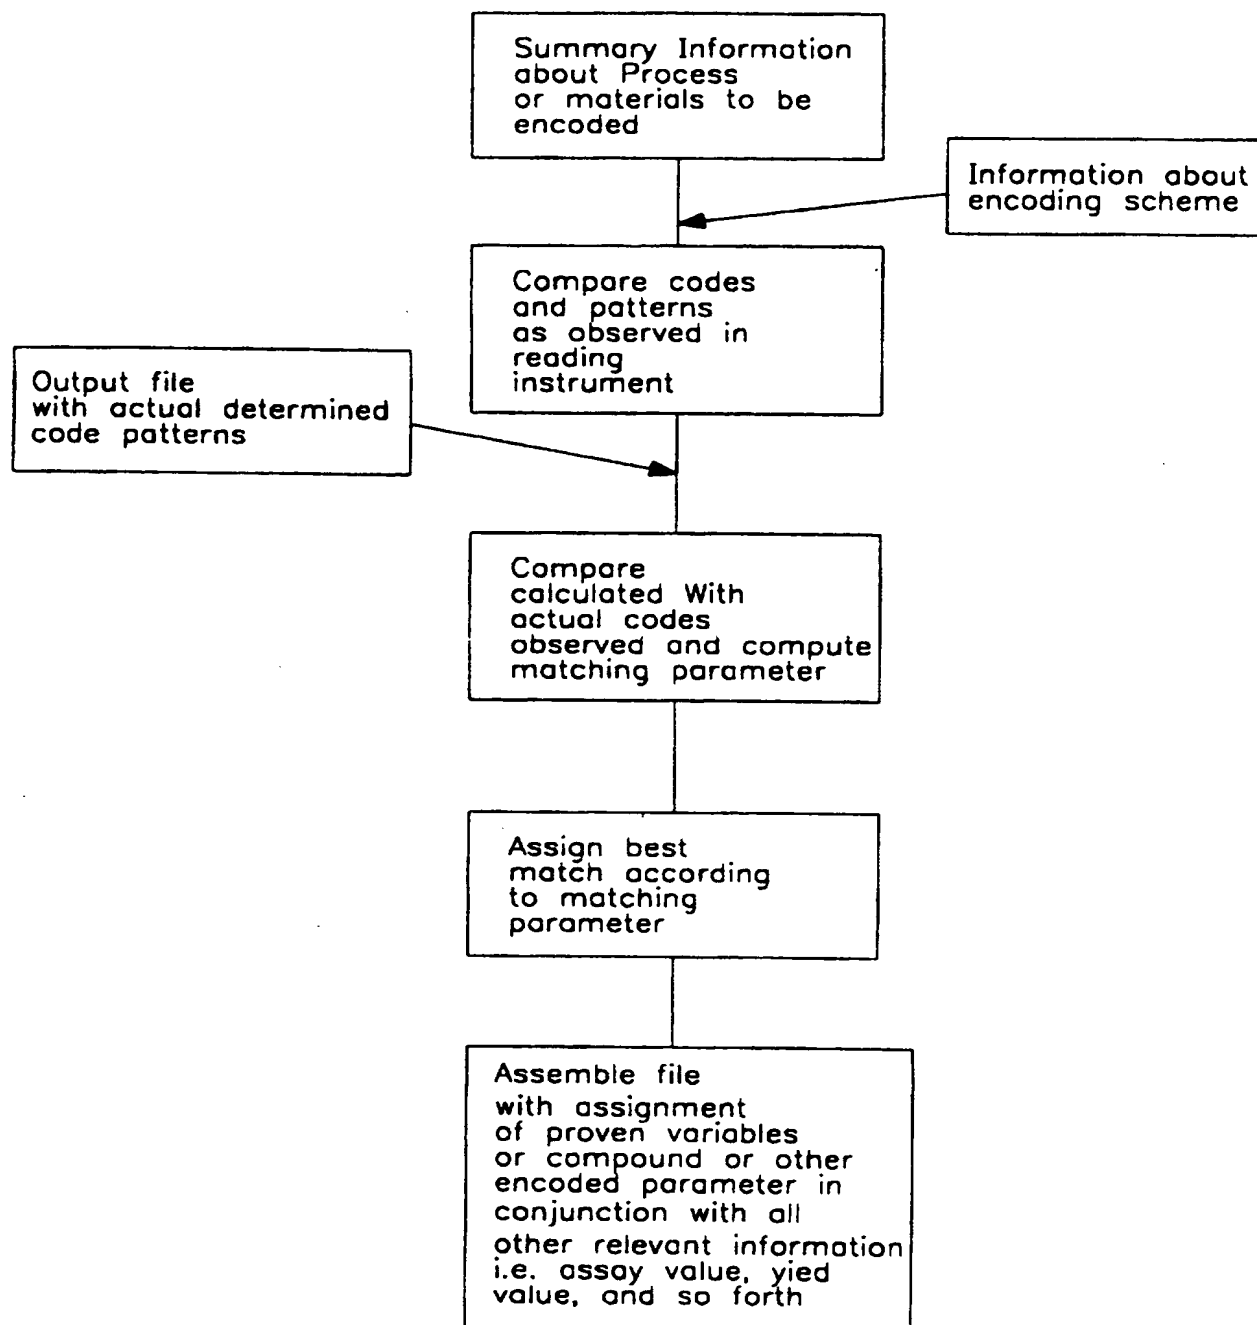 Summary Information
about Process
or materials to be
encoded
Information about
encoding scheme
Compare codes
and patterns
as observed in
reading
instrument
Output file
with actual determined
code patterns
Compare
calculated With
actual codes
observed and compute
matching parameter
Assign best
match according
to matching
parameter
Assemble file
with assignment
of proven variables
or compound or other
encoded parameter in
conjunction with all
other relevant information
i.e. assay value, yied
value, and so forth